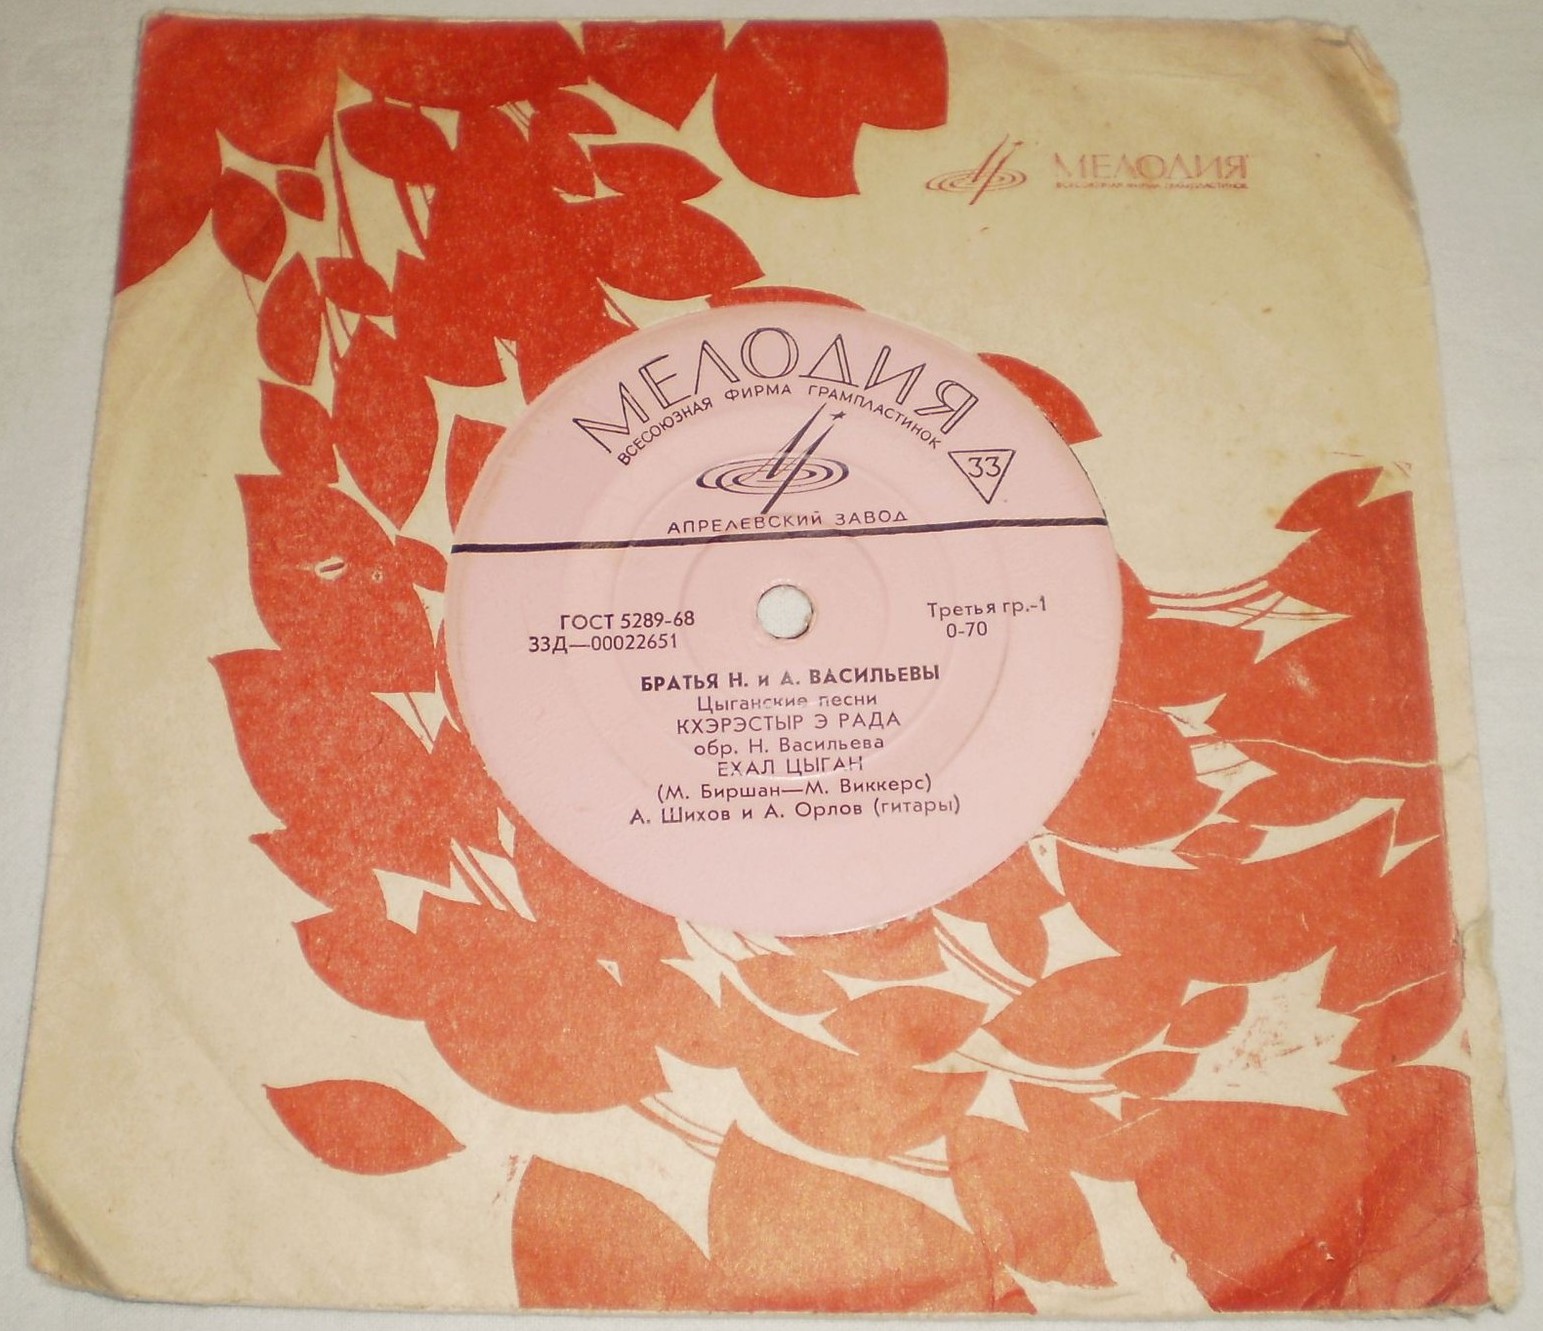 МЕЛОДИЯ
ВСЕСОЮЗНАЯ ФИРМА ГРАМПЛАСТИНОК
МЕЛОДИЯ
ВСЕСОЮЗНАЯ ФИРМА ГРАМПЛАСТИНОК
33
АПРЕЛЕВСКИЙ ЗАВОД
ГОСТ 5289-68
33Д—00022651
Третья гр.-1
0-70
БРАТЬЯ Н. и А. ВАСИЛЬЕВЫ
Цыганские песни
КХЭРЭСТЫР Э РАДА
обр. Н. Васильева
ЕХАЛ ЦЫГАН
(М. Биршан—М. Виккерс)
А. Шихов и А. Орлов (гитары)